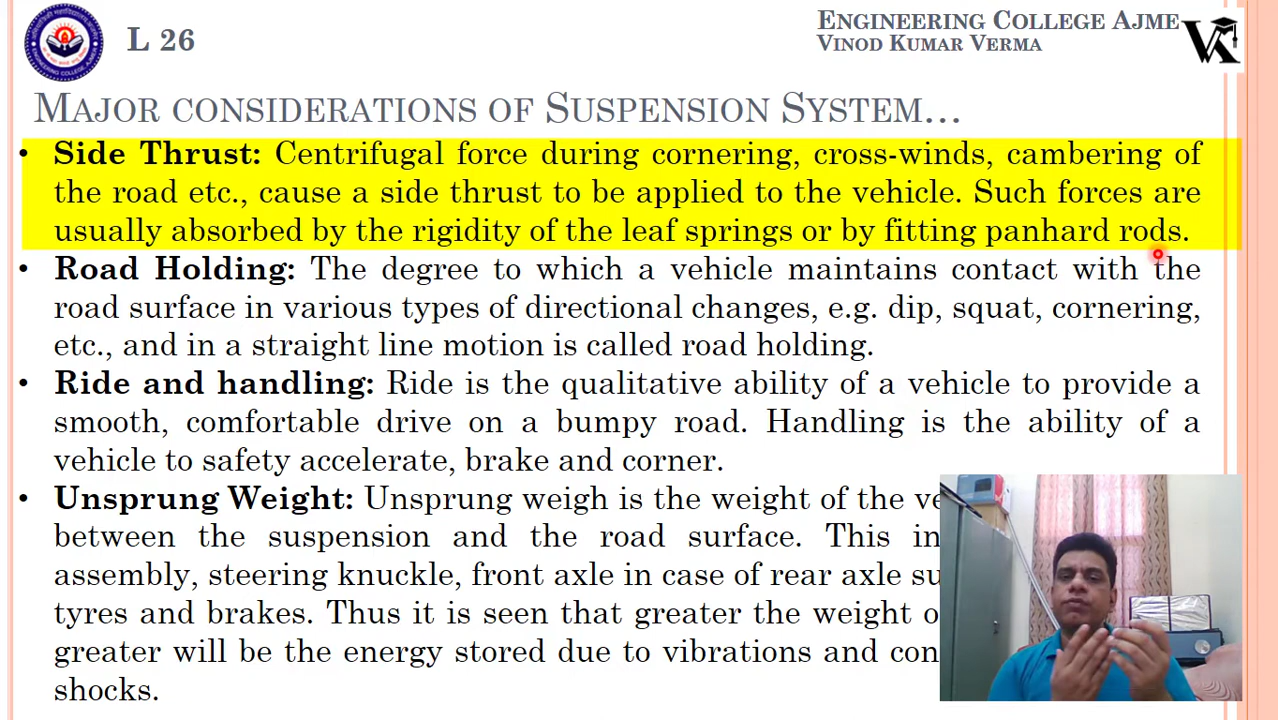 L 26
ENGINEERING COLLEGE AJME
VINOD KUMAR VERMA
MAJOR CONSIDERATIONS OF SUSPENSION SYSTEM...
• Side Thrust: Centrifugal force during cornering, cross-winds, cambering of
the road etc., cause a side thrust to be applied to the vehicle. Such forces are
usually absorbed by the rigidity of the leaf springs or by fitting panhard rods.
• Road Holding: The degree to which a vehicle maintains contact with the
road surface in various types of directional changes, e.g. dip, squat, cornering,
etc., and in a straight line motion is called road holding.
• Ride and handling: Ride is the qualitative ability of a vehicle to provide a
smooth, comfortable drive on a bumpy road. Handling is the ability of a
vehicle to safety accelerate, brake and corner.
• Unsprung Weight: Unsprung weigh is the weight of the ve
between the suspension and the road surface. This in
assembly, steering knuckle, front axle in case of rear axle su
tyres and brakes. Thus it is seen that greater the weight o
greater will be the energy stored due to vibrations and con
shocks.